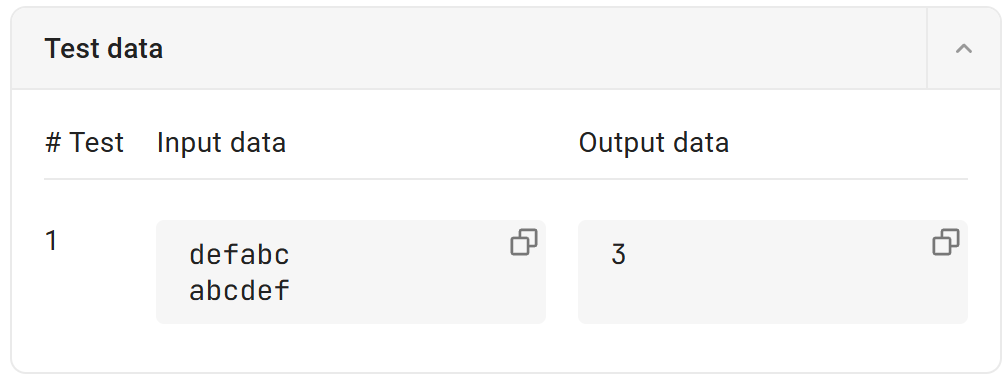 Test data
# Test Input data Output data
1
defabc
abcdef
3